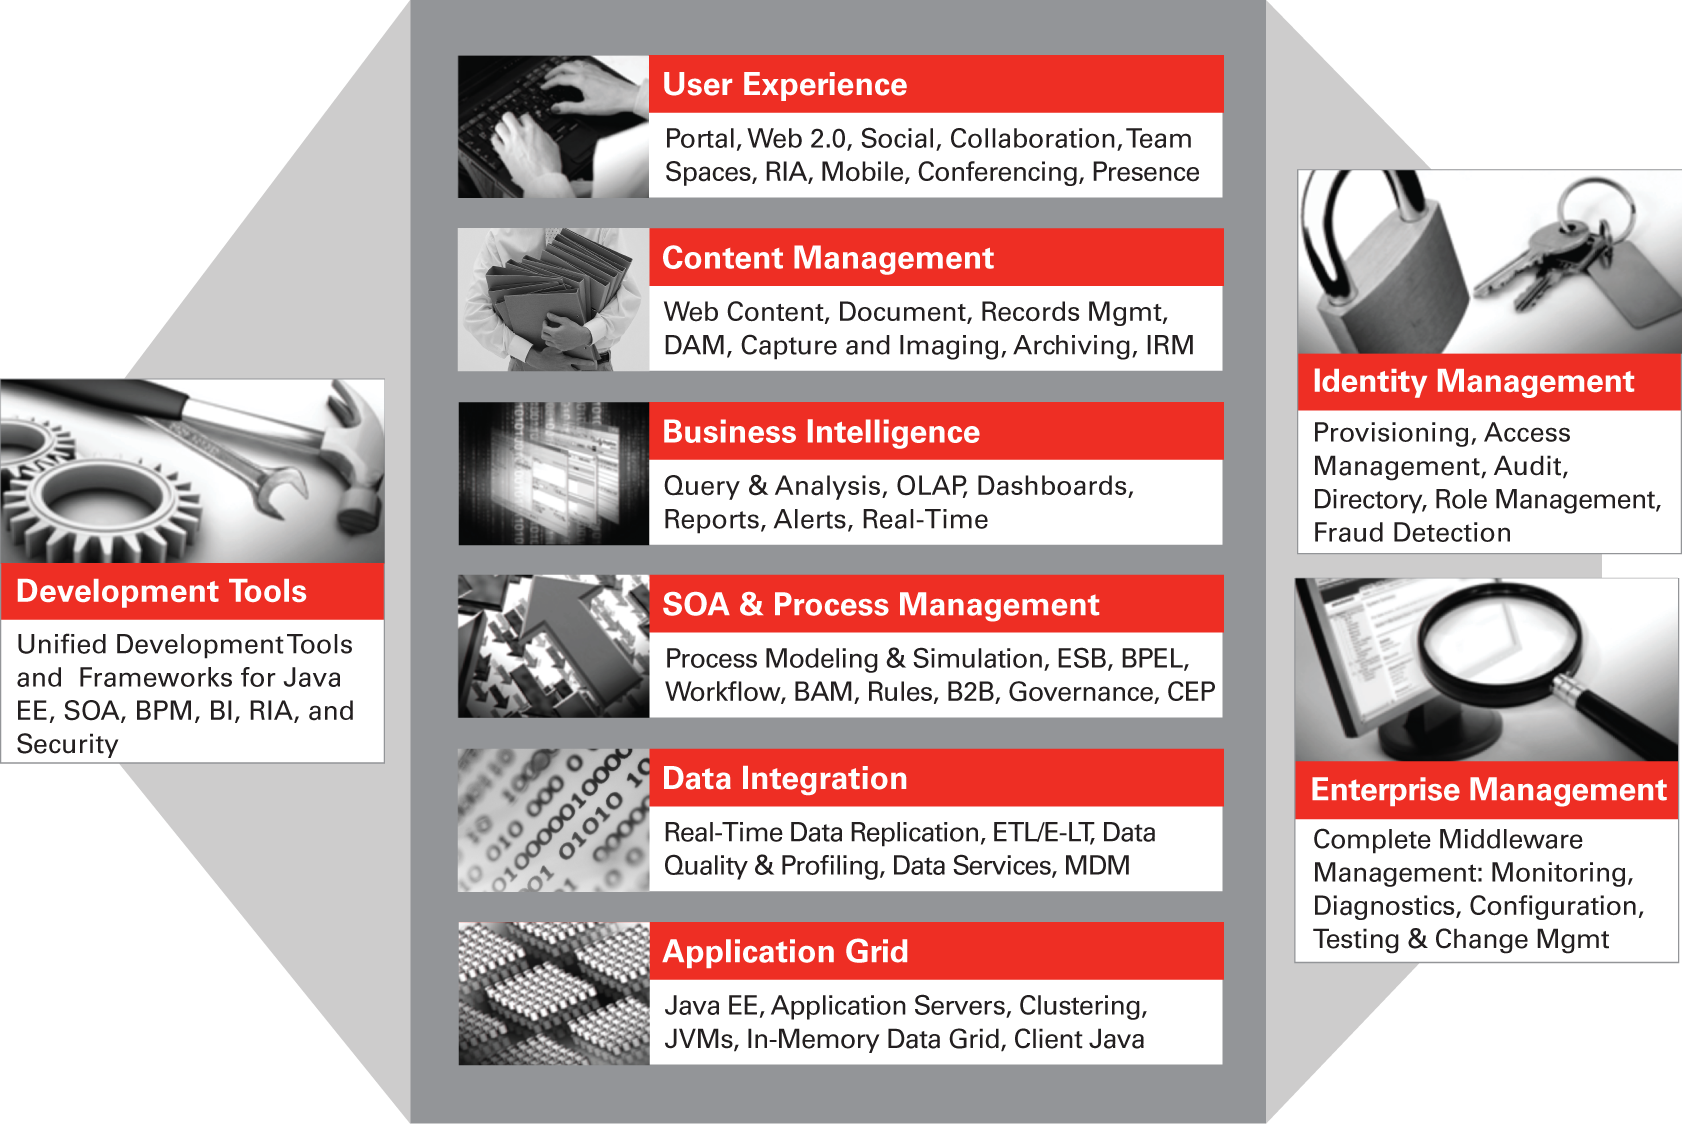 User Experience
Portal, Web 2.0, Social, Collaboration, Team
Spaces, RIA, Mobile, Conferencing, Presence
Content Management
Web Content, Document, Records Mgmt,
DAM, Capture and Imaging, Archiving, IRM
Business Intelligence
Query & Analysis, OLAP, Dashboards,
Reports, Alerts, Real-Time
SOA & Process Management
Process Modeling & Simulation, ESB, BPEL,
Workflow, BAM, Rules, B2B, Governance, CEP
Data Integration
Real-Time Data Replication, ETL/E-LT, Data
Quality & Profiling, Data Services, MDM
Application Grid
Java EE, Application Servers, Clustering,
JVMs, In-Memory Data Grid, Client Java
Development Tools
Unified Development Tools
and Frameworks for Java
EE, SOA, BPM, BI, RIA, and
Security
Identity Management
Provisioning, Access
Management, Audit,
Directory, Role Management,
Fraud Detection
Enterprise Management
Complete Middleware
Management: Monitoring,
Diagnostics, Configuration,
Testing & Change Mgmt